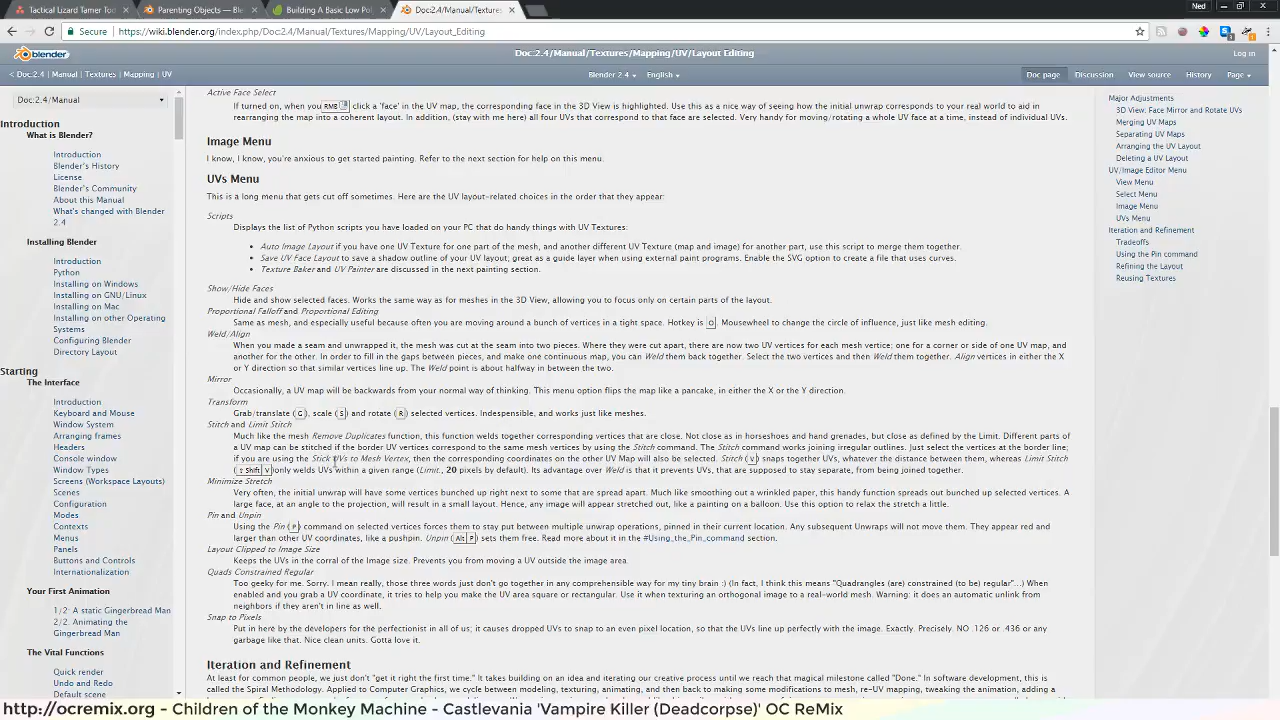 Tactical Lizard Tamer Too
Parenting Objects — Ble
Building A Basic Low Pol
Doc:2.4/Manual/Textures
Ned
Secure
https://wiki.blender.org/index.php/Doc:2.4/Manual/Textures/Mapping/UV/Layout_Editing
blender
Doc:2.4/Manual/Textures/Mapping/UV/Layout Editing
Log in
< Doc:2.4 | Manual | Textures | Mapping | UV
Blender 2.4
English
Doc page
Discussion
View source
History
Page
Doc:2.4/Manual
Introduction
What is Blender?
Introduction
Blender's History
License
Blender's Community
About this Manual
What's changed with Blender
2.4
Installing Blender
Introduction
Python
Installing on Windows
Installing on GNU/Linux
Installing on Mac
Installing on other Operating
Systems
Configuring Blender
Directory Layout
Starting
The Interface
Introduction
Keyboard and Mouse
Window System
Arranging frames
Headers
Console window
Window Types
Screens (Workspace Layouts)
Scenes
Configuration
Modes
Contexts
Menus
Panels
Buttons and Controls
Internationalization
Your First Animation
1/2: A static Gingerbread Man
2/2: Animating the
Gingerbread Man
The Vital Functions
Quick render
Undo and Redo
Default scene
Active Face Select
If turned on, when you RMB click a 'face' in the UV map, the corresponding face in the 3D View is highlighted. Use this as a nice way of seeing how the initial unwrap corresponds to your real world to aid in
rearranging the map into a coherent layout. In addition, (stay with me here) all four UVs that correspond to that face are selected. Very handy for moving/rotating a whole UV face at a time, instead of individual UVs.
Image Menu
I know, I know, you're anxious to get started painting. Refer to the next section for help on this menu.
UVs Menu
This is a long menu that gets cut off sometimes. Here are the UV layout-related choices in the order that they appear:
Scripts
Displays the list of Python scripts you have loaded on your PC that do handy things with UV Textures:
• Auto Image Layout if you have one UV Texture for one part of the mesh, and another different UV Texture (map and image) for another part, use this script to merge them together.
• Save UV Face Layout to save a shadow outline of your UV layout; great as a guide layer when using external paint programs. Enable the SVG option to create a file that uses curves.
• Texture Baker and UV Painter are discussed in the next painting section.
Show/Hide Faces
Hide and show selected faces. Works the same way as for meshes in the 3D View, allowing you to focus only on certain parts of the layout.
Proportional Falloff and Proportional Editing
Same as mesh, and especially useful because often you are moving around a bunch of vertices in a tight space. Hotkey is O. Mousewheel to change the circle of influence, just like mesh editing.
Weld/Align
When you made a seam and unwrapped it, the mesh was cut at the seam into two pieces. Where they were cut apart, there are now two UV vertices for each mesh vertex; one for a corner or side of one UV map, and
another for the other. In order to fill in the gaps between pieces, and make one continuous map, you can Weld them back together. Select the two vertices and then Weld them together. Align vertices in either the X
or Y direction so that similar vertices line up. The Weld point is about halfway in between the two.
Mirror
Occasionally, a UV map will be backwards from your normal way of thinking. This menu option flips the map like a pancake, in either the X or the Y direction.
Transform
Grab/translate (G), scale (S) and rotate (R) selected vertices. Indespensible, and works just like meshes.
Stitch and Limit Stitch
Much like the mesh Remove Duplicates function, this function welds together corresponding vertices that are close. Not close as in horseshoes and hand grenades, but close as defined by the Limit. Different parts of
a UV map can be stitched if the border UV vertices correspond to the same mesh vertices by using the Stitch command. The Stitch command works joining irregular outlines. Just select the vertices at the border line;
if you are using the Stick UVs to Mesh Vertex, then the corresponding coordinates on the other UV Map will also be selected. Stitch (V) snaps together UVs, whatever the distance between them, whereas Limit Stitch
(⇧ Shift V) only welds UVs within a given range (Limit., 20 pixels by default). Its advantage over Weld is that it prevents UVs, that are supposed to stay separate, from being joined together.
Minimize Stretch
Very often, the initial unwrap will have some vertices bunched up right next to some that are spread apart. Much like smoothing out a wrinkled paper, this handy function spreads out bunched up selected vertices. A
large face, at an angle to the projection, will result in a small layout. Hence, any image will appear stretched out, like a painting on a balloon. Use this option to relax the stretch a little.
Pin and Unpin
Using the Pin (P) command on selected vertices forces them to stay put between multiple unwrap operations, pinned in their current location. Any subsequent Unwraps will not move them. They appear red and
larger than other UV coordinates, like a pushpin. Unpin (Alt P) sets them free. Read more about it in the #Using_the_Pin_command section.
Layout Clipped to Image Size
Keeps the UVs in the corral of the Image size. Prevents you from moving a UV outside the image area.
Quads Constrained Regular
Too geeky for me. Sorry. I mean really, those three words just don't go together in any comprehensible way for my tiny brain :) (In fact, I think this means "Quadrangles (are) constrained (to be) regular"...) When
enabled and you grab a UV coordinate, it tries to help you make the UV area square or rectangular. Use it when texturing an orthogonal image to a real-world mesh. Warning: it does an automatic unlink from
neighbors if they aren't in line as well.
Snap to Pixels
Put in here by the developers for the perfectionist in all of us; it causes dropped UVs to snap to an even pixel location, so that the UVs line up perfectly with the image. Exactly. Precisely. NO .126 or .436 or any
garbage like that. Nice clean units. Gotta love it.
Iteration and Refinement
At least for common people, we just don't "get it right the first time." It takes building on an idea and iterating our creative process until we reach that magical milestone called "Done." In software development, this is
called the Spiral Methodology. Applied to Computer Graphics, we cycle between modeling, texturing, animating, and then back to making some modifications to mesh, re-UV mapping, tweaking the animation, adding a
Major Adjustments
3D View: Face Mirror and Rotate UVs
Merging UV Maps
Separating UV Maps
Arranging the UV Layout
Deleting a UV Layout
UV/Image Editor Menu
View Menu
Select Menu
Image Menu
UVs Menu
Iteration and Refinement
Tradeoffs
Using the Pin command
Refining the Layout
Reusing Textures
http://ocremix.org - Children of the Monkey Machine - Castlevania 'Vampire Killer (Deadcorpse)' OC ReMix